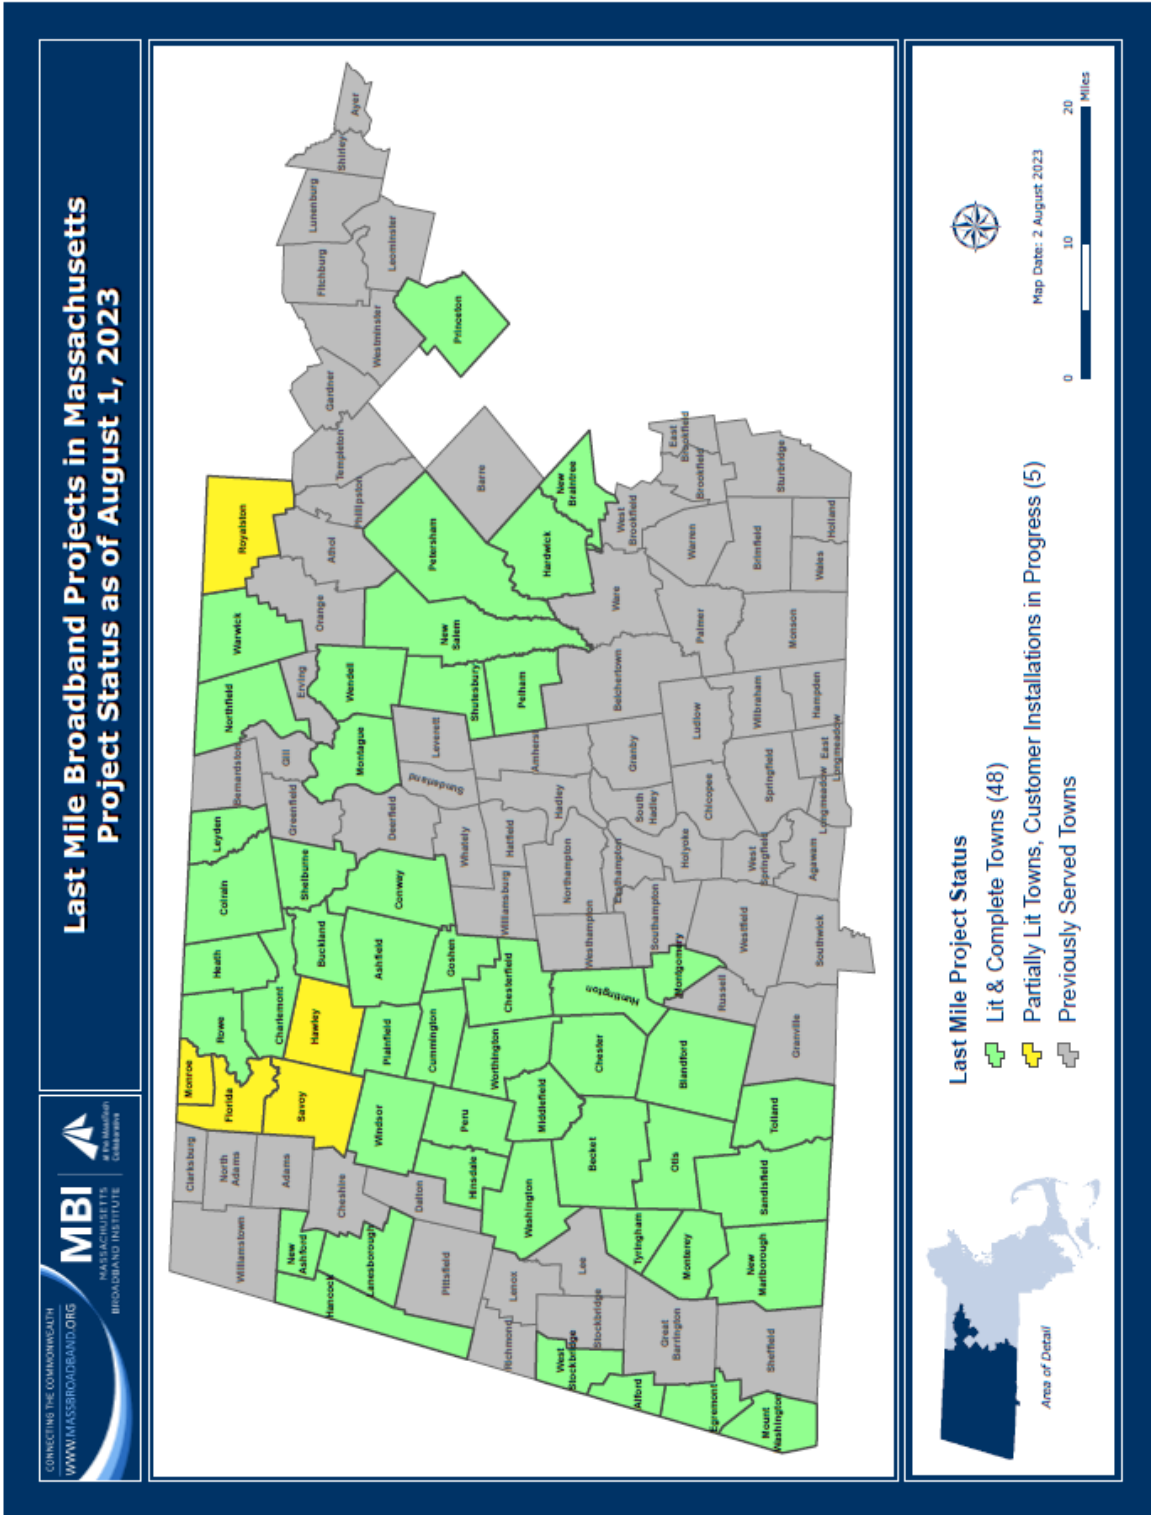 CONNECTING THE COMMONWEALTH
WWW.MASSBROADBAND.ORG
MBI
MASSACHUSETTS
BROADBAND INSTITUTE
at the MassTech
Collaborative
Last Mile Broadband Projects in Massachusetts
Project Status as of August 1, 2023
Williamstown
Clarksburg
North
Adams
Adams
Monroe
Florida
Savoy
Rowe
Heath
Colrain
Leyden
Bernardston
Northfield
Warwick
Royalston
Hancock
New
Ashford
Lanesborough
Cheshire
Dalton
Pittsfield
Windsor
Hawley
Charlemont
Buckland
Shelburne
Greenfield
Gill
Erving
Orange
Athol
Phillipston
Templeton
Gardner
Westminster
Fitchburg
Lunenburg
Leominster
Shirley
Ayer
Princeton
Plainfield
Ashfield
Conway
Deerfield
Montague
Wendell
Sunderland
Leverett
Shutesbury
New
Salem
Petersham
Barre
Richmond
Lenox
Washington
Hinsdale
Peru
Middlefield
Worthington
Cummington
Goshen
Chesterfield
Williamsburg
Whately
Hatfield
Hadley
Amherst
Pelham
Hardwick
New
Braintree
West
Stockbridge
Stockbridge
Lee
Becket
Chester
Huntington
Westhampton
Northampton
Easthampton
Southampton
Montgomery
South
Hadley
Granby
Belchertown
Ware
West
Brookfield
East
Brookfield
Brookfield
Warren
Alford
Great
Barrington
Tyringham
Monterey
Otis
Blandford
Russell
Westfield
Holyoke
West
Springfield
Chicopee
Ludlow
Palmer
Egremont
Mount
Washington
Sheffield
New
Marlborough
Sandisfield
Tolland
Granville
Southwick
Agawam
Springfield
Longmeadow
East
Longmeadow
Wilbraham
Hampden
Monson
Brimfield
Wales
Holland
Sturbridge
Area of Detail
Last Mile Project Status
Lit & Complete Towns (48)
Partially Lit Towns, Customer Installations in Progress (5)
Previously Served Towns
Map Date: 2 August 2023
0 10 20
Miles